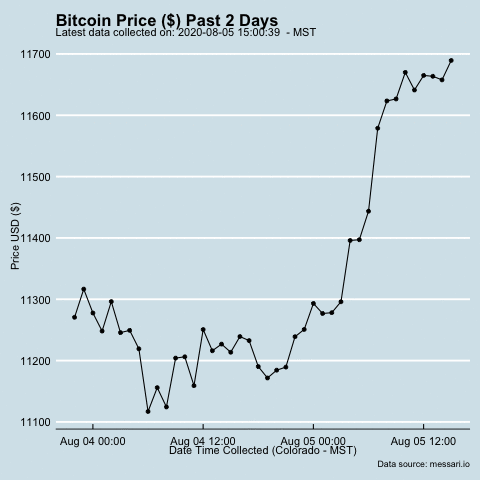 Bitcoin Price ($) Past 2 Days
Latest data collected on: 2020-08-05 15:00:39  - MST
11700
11600
11500
11400
11300
11200
11100
Price USD ($)
Aug 04 00:00 Aug 04 12:00 Aug 05 00:00 Aug 05 12:00
Date Time Collected (Colorado - MST)
Data source: messari.io